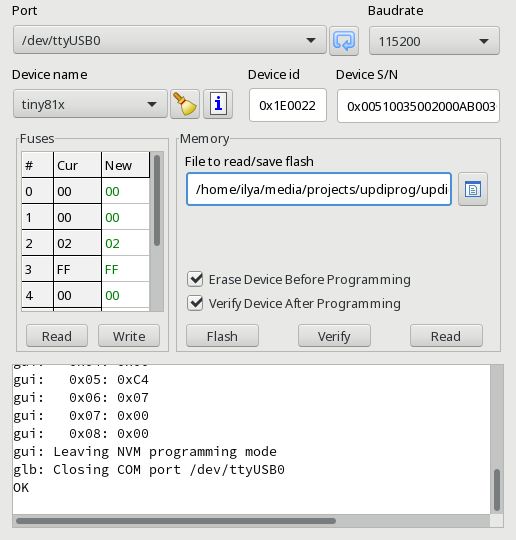 Port Baudrate
/dev/ttyUSB0 115200
Device name Device id Device S/N
tiny81x 0x1E0022 0x00510035002000AB003
Fuses Memory
# Cur New
0 00 00
1 00 00
2 02 02
3 FF FF
4 00 00
Read Write
File to read/save flash
/home/ilya/media/projects/updiprog/updi
Erase Device Before Programming
Verify Device After Programming
Flash Verify Read
gui: 0x05: 0xC4
gui: 0x06: 0x07
gui: 0x07: 0x00
gui: 0x08: 0x00
gui: Leaving NVM programming mode
glb: Closing COM port /dev/ttyUSB0
OK